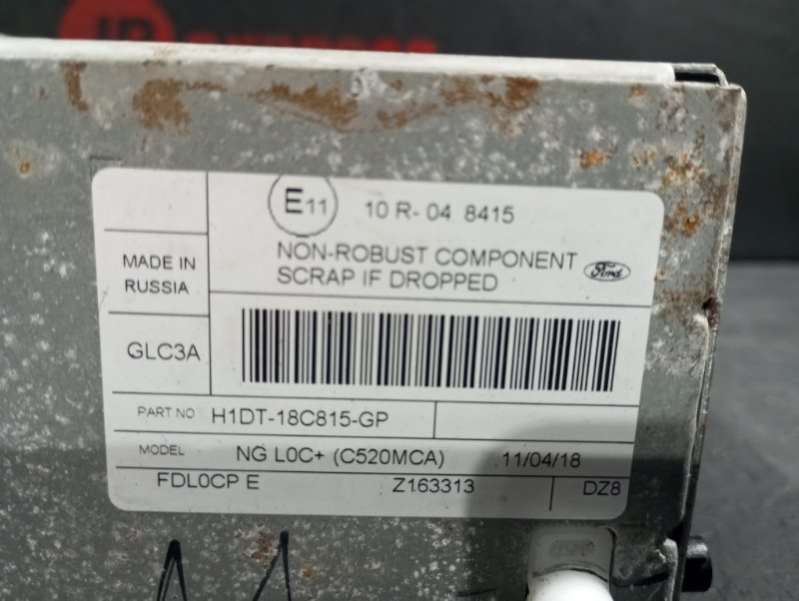 E11
10 R- 04 8415
NON-ROBUST COMPONENT
SCRAP IF DROPPED
Ford
MADE IN
RUSSIA
GLC3A
PART NO H1DT-18C815-GP
MODEL NG L0C+ (C520MCA) 11/04/18
FDL0CP E Z163313 DZ8